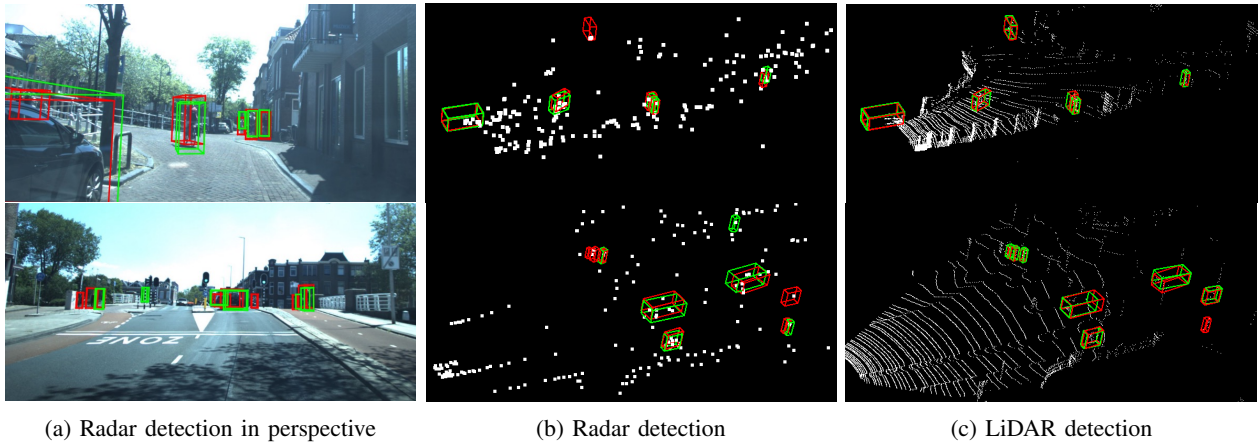 ZONE
(a) Radar detection in perspective
(b) Radar detection
(c) LiDAR detection